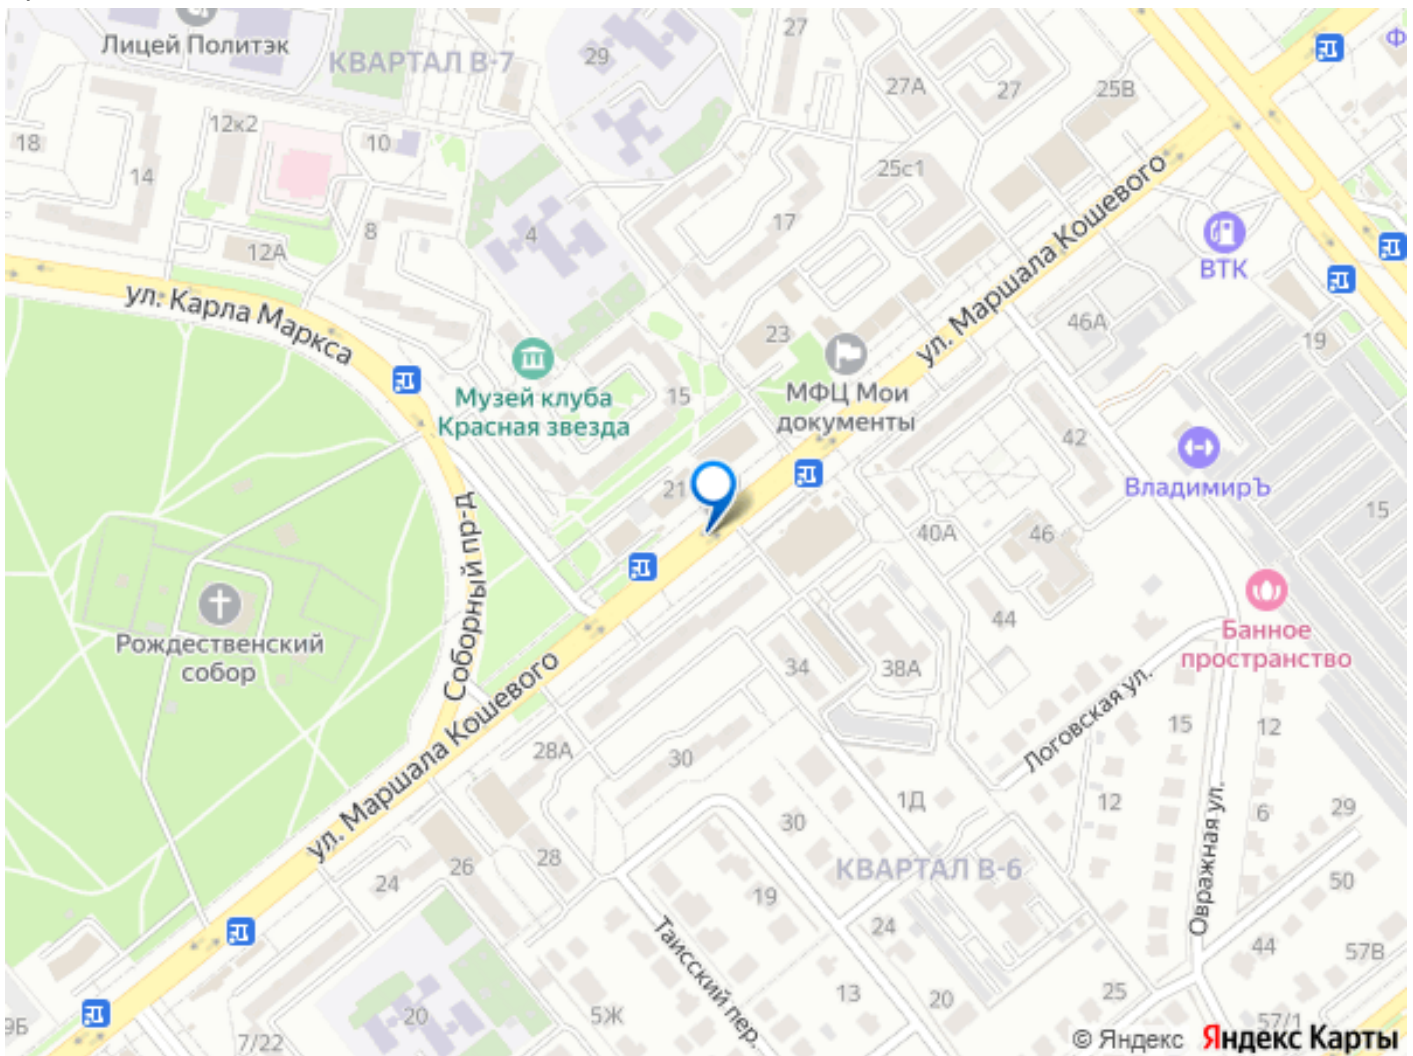 Лицей Политэк
КВАРТАЛ В-7
29
27
27А
27
25В
Ф
18
12к2
10
14
25с1
ул. Маршала Кошевого
8
4
17
12А
ВТК
ул. Карла Маркса
46А
19
23
Музей клуба
Красная звезда
15
МФЦ Мои
документы
42
ВладимирЪ
21
15
40А
46
Соборный пр-д
Рождественский
собор
44
Банное
пространство
34
38А
Логовская ул.
ул. Маршала Кошевого
28А
30
15
12
1Д
12
30
6
29
Овражная ул.
24
26
28
КВАРТАЛ В-6
19
50
24
Таисский пер.
44
57В
9Б
20
5Ж
13
20
25
7/22
57/1
© Яндекс Яндекс Карты